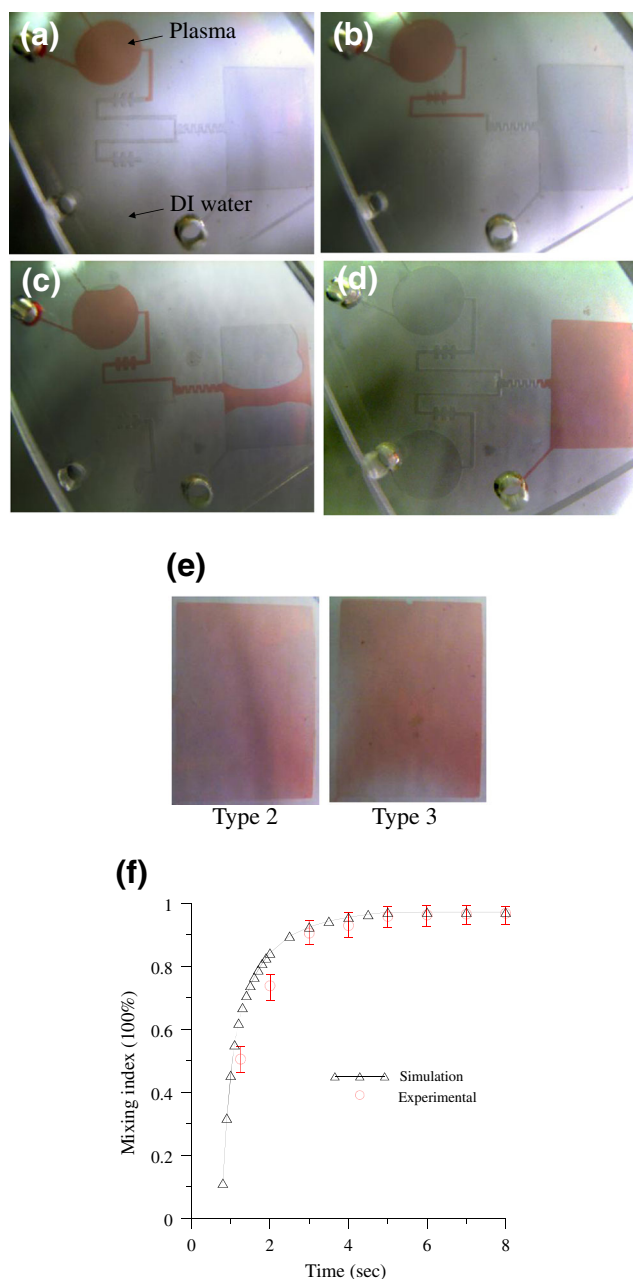 (a)
Plasma
DI water
(b)
(c)
(d)
(e)
Type 2
Type 3
(f)
Mixing index (100%)
1
0.8
0.6
0.4
0.2
0
Simulation
Experimental
0 2 4 6 8
Time (sec)